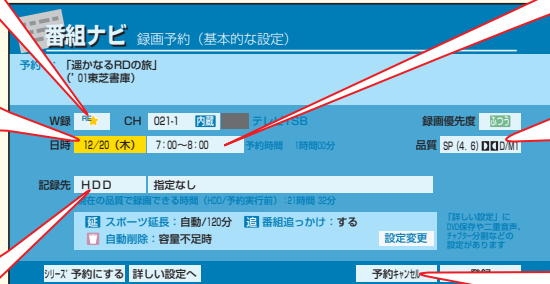 番組ナビ 録画予約（基本的な設定）
「遥かなるRDの旅」
（'01東芝書庫）
W録 RE CH 021-1 内蔵 録画優先度 ふつう
日時 12/20（木） 7:00～8:00 予約時間 1時間00分 品質 SP（4.6）D/M1
記録先 HDD 指定なし
現在の品質で録画できる時間（HDD/予約実行前）:21時間 32分
延 スポーツ延長：自動/120分 追 番組追っかけ：する
自動削除：容量不足時 設定変更
「詳しい設定」に
DVD保存や二重音声、
チャプター分割などの
設定があります
シリーズ予約にする 詳しい設定へ 予約キャンセル 登録